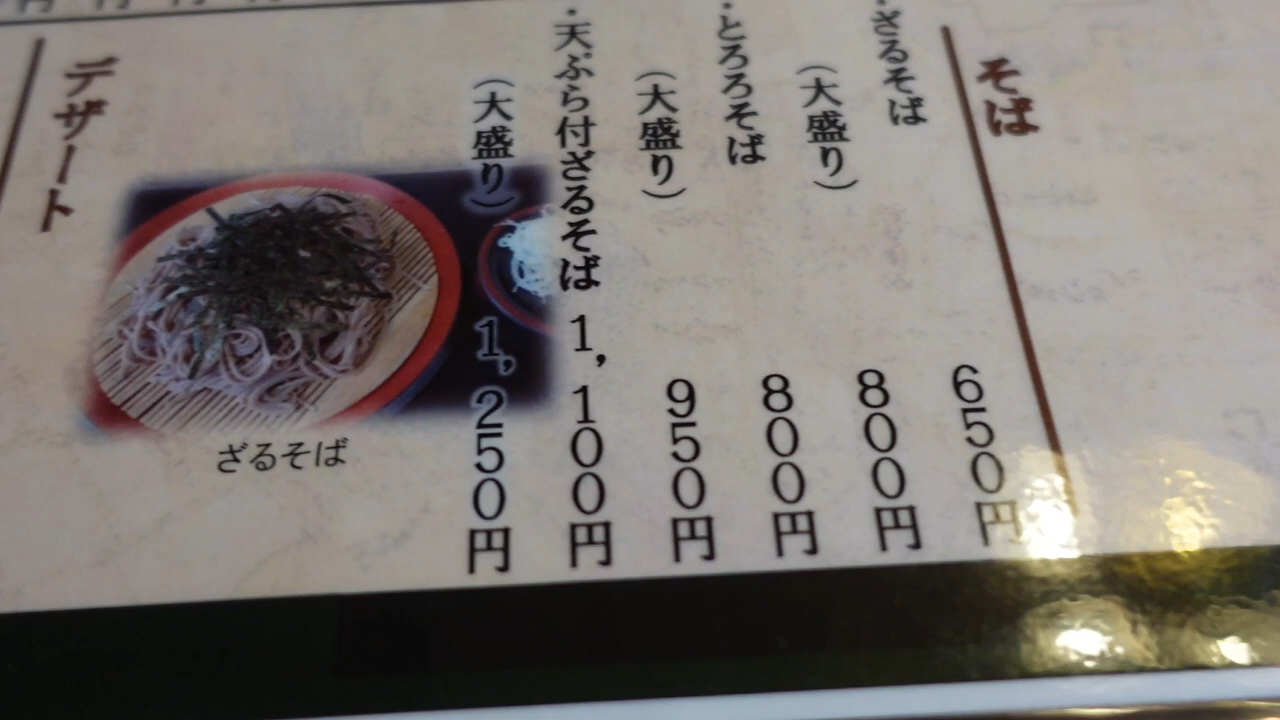 そば
・ざるそば 650円
（大盛り） 800円
・とろろそば 800円
（大盛り） 950円
・天ぷら付ざるそば 1,100円
（大盛り） 1,250円
ざるそば
デザート